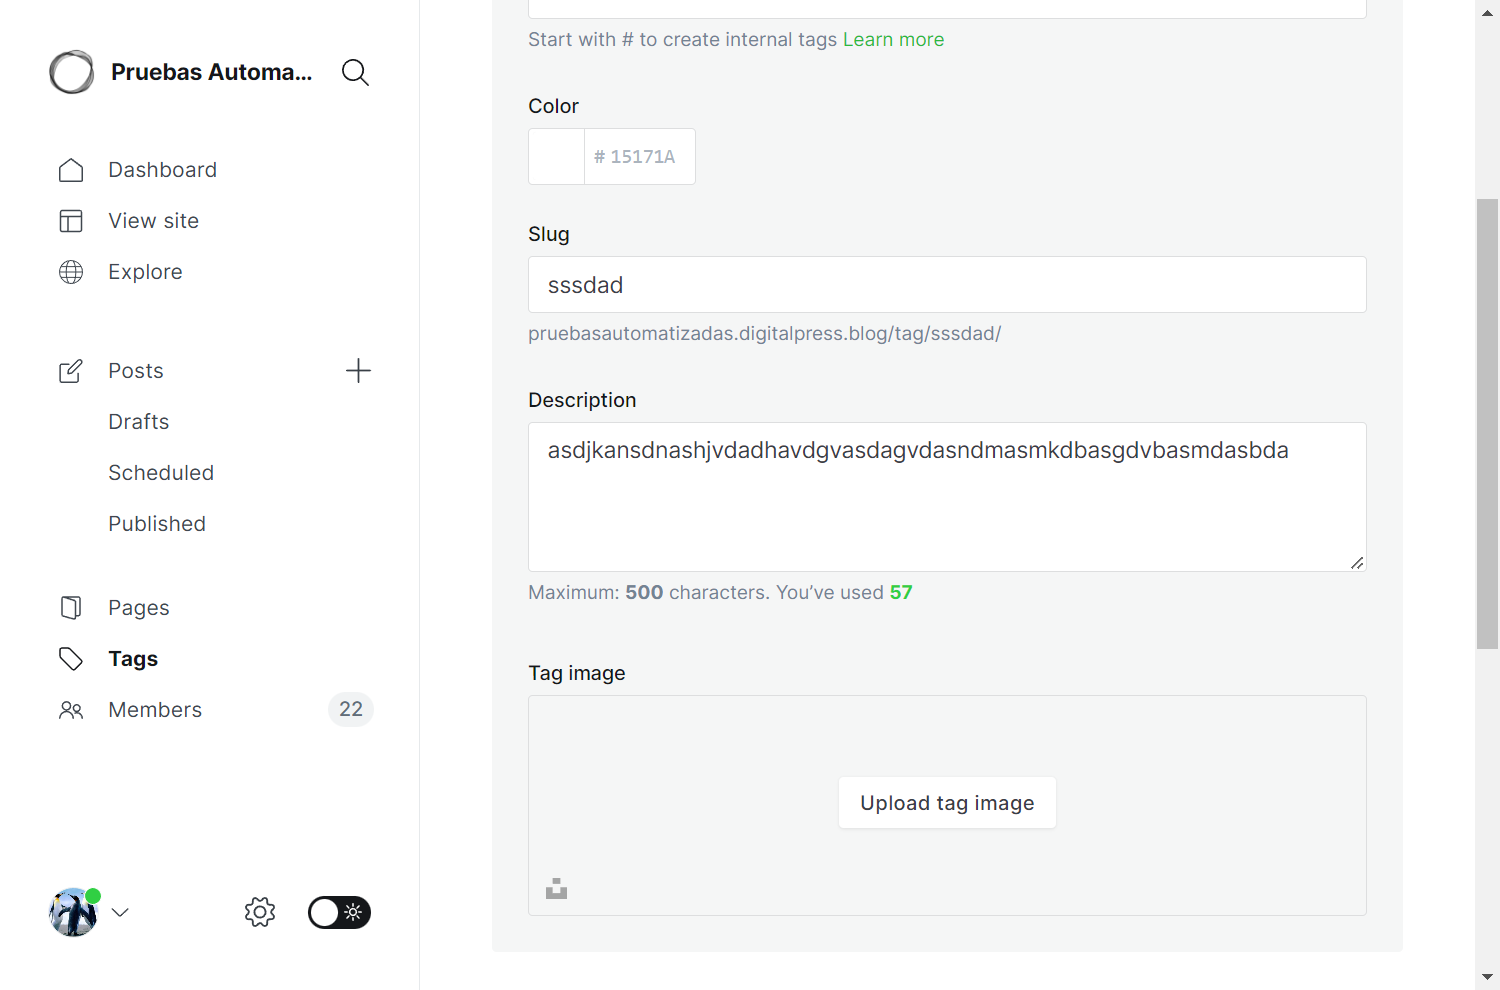 Pruebas Automa...
Dashboard
View site
Explore
Posts
Drafts
Scheduled
Published
Pages
Tags
Members
22
Start with # to create internal tags Learn more
Color
# 15171A
Slug
sssdad
pruebasautomatizadas.digitalpress.blog/tag/sssdad/
Description
asdjkansdnashjvdadhavdgvasdagvdasndmasmkdbasgdvbasmdasbda
Maximum: 500 characters. You’ve used 57
Tag image
Upload tag image